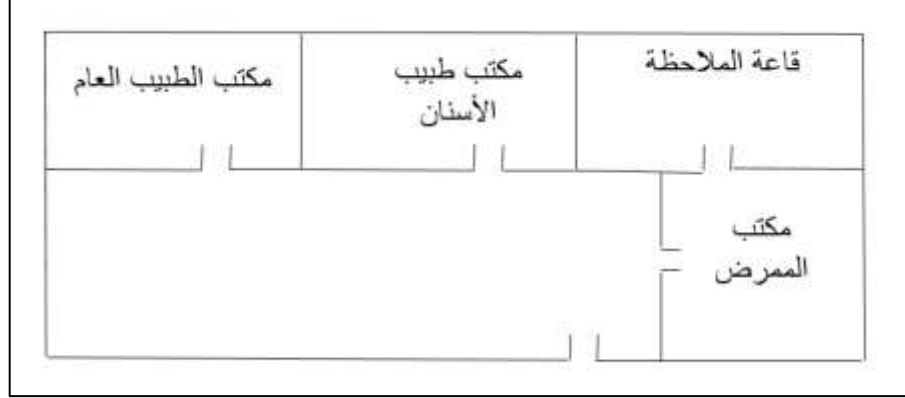 قاعة الملاحظة
مكتب طبيب
الأسنان
مكتب الطبيب العام
مكتب
الممرض